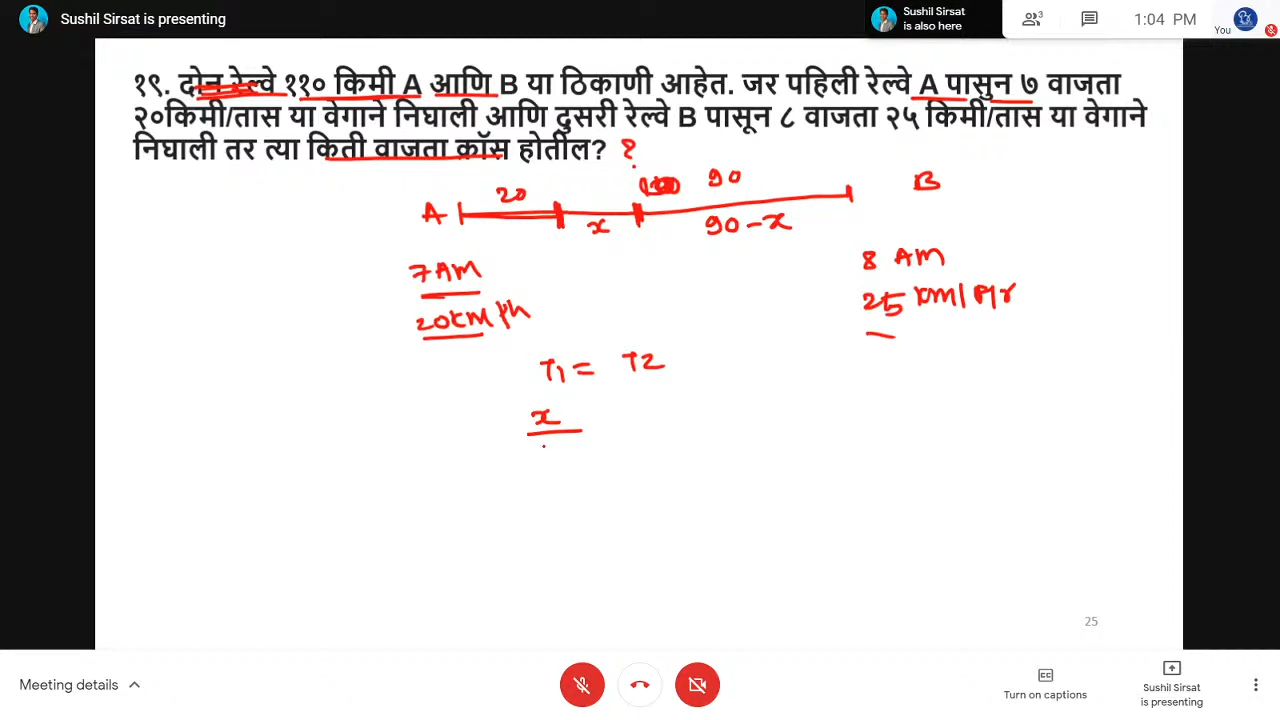 Sushil Sirsat is presenting
Sushil Sirsat
is also here
3
1:04 PM
You
१९. दोन रेल्वे ११० किमी A आणि B या ठिकाणी आहेत. जर पहिली रेल्वे A पासुन ७ वाजता
२०किमी/तास या वेगाने निघाली आणि दुसरी रेल्वे B पासून ८ वाजता २५ किमी/तास या वेगाने
निघाली तर त्या किती वाजता क्रॉस होतील? ?
20 90 B
A x 90-x
7AM 8 AM
20km/h 25 km/hr
T1 = T2
x
25
Meeting details
Turn on captions
Sushil Sirsat
is presenting